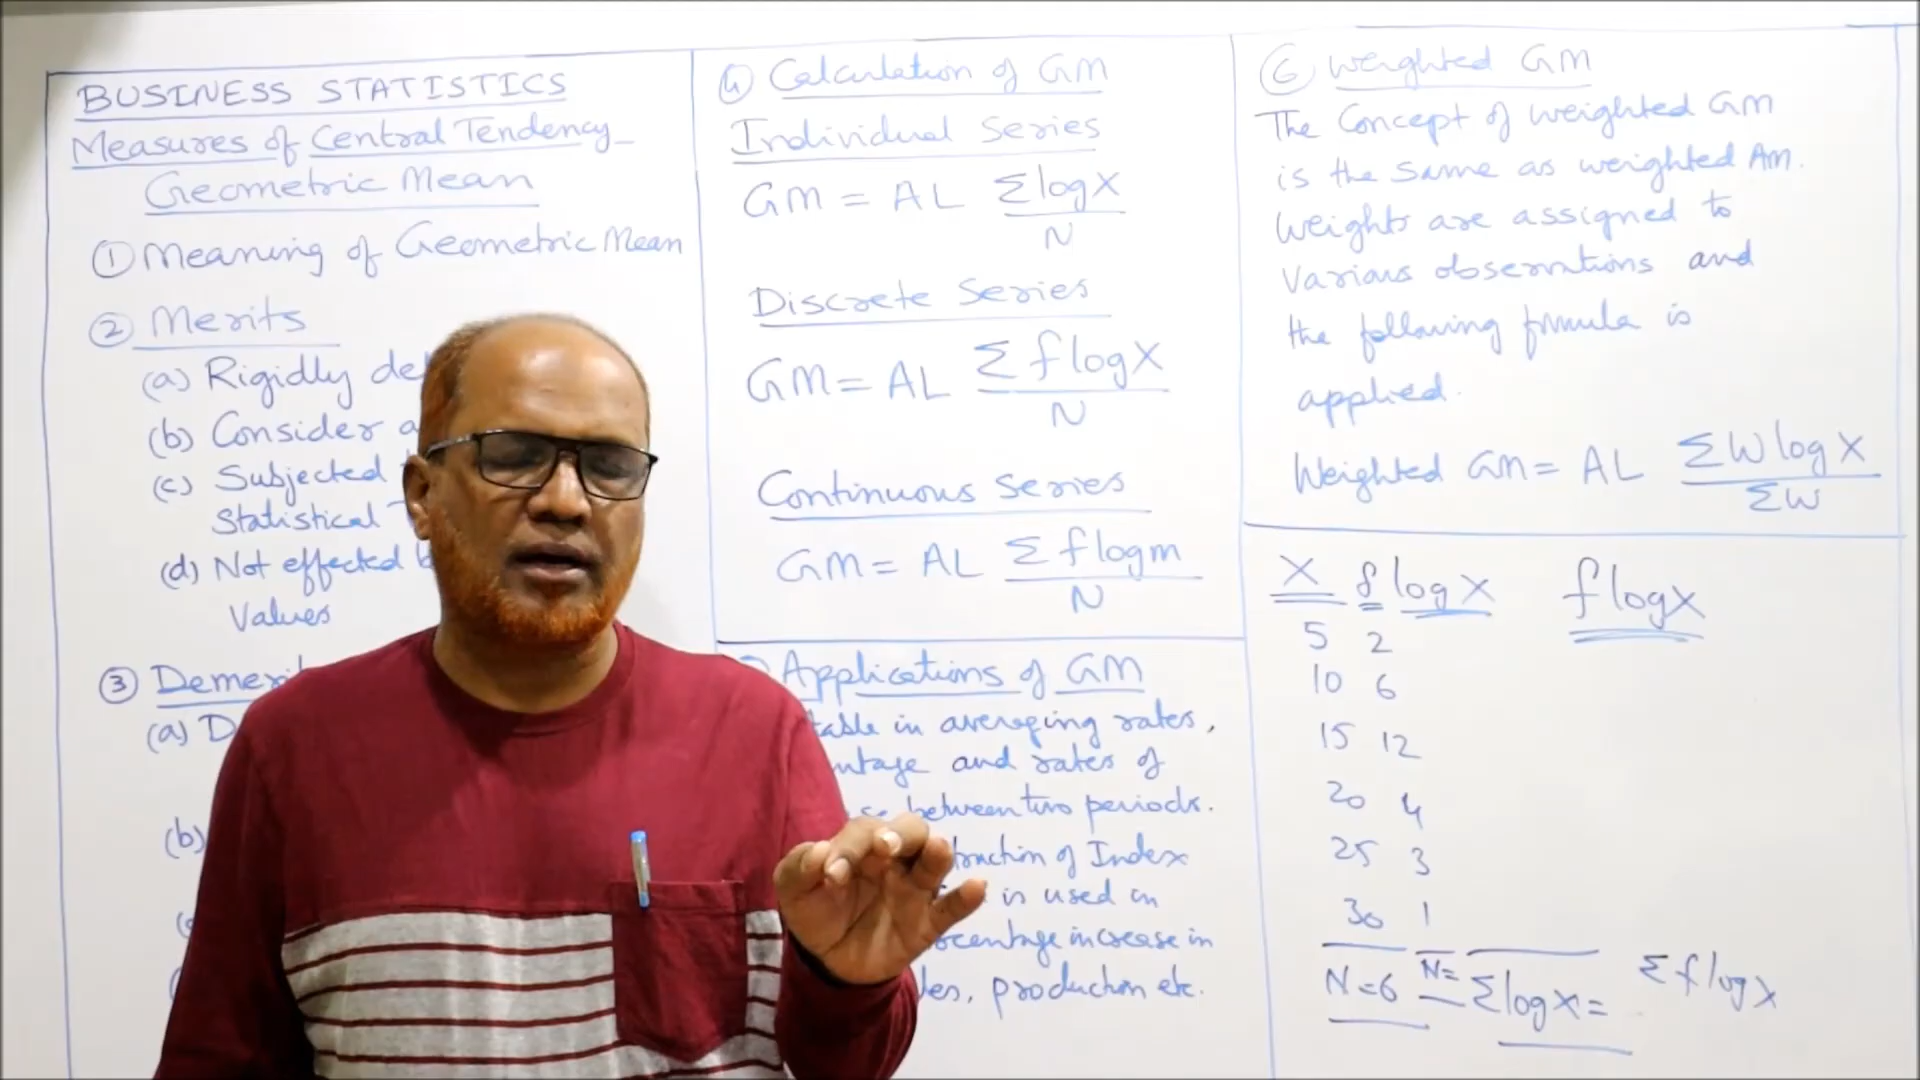 BUSINESS STATISTICS
Measures of Central Tendency-
Geometric Mean
① Meaning of Geometric Mean
② Merits
(a) Rigidly
(b) Consider
(c) Subjected
Statistical
(d) Not effected
Values
③
(a)
(b)
④ Calculation of GM
Individual Series
GM = AL Σ log X / N
Discrete Series
GM = AL Σ f log X / N
Continuous Series
GM = AL Σ f log m / N
Applications of GM
in averaging rates,
and rates of
between two periods.
of Index
is used in
increase in
production etc.
⑥ Weighted GM
The Concept of weighted GM
is the same as weighted AM.
Weights are assigned to
Various observations and
the following formula is
applied.
Weighted GM = AL Σ W log X / ΣW
X f log X f log X
5 2
10 6
15 12
20 4
25 3
30 1
N=6 N= Σ log X = Σ f log X